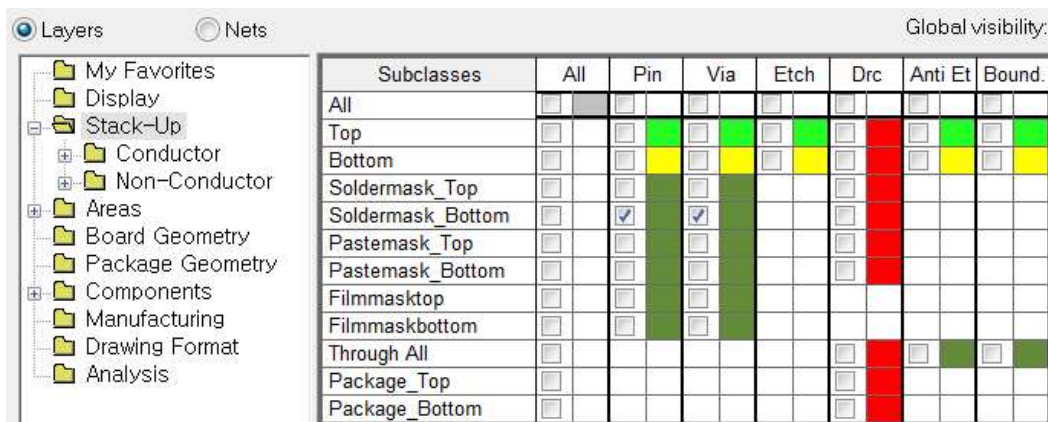 Layers Nets Global visibility:
My Favorites
Display
Stack-Up
Conductor
Non-Conductor
Areas
Board Geometry
Package Geometry
Components
Manufacturing
Drawing Format
Analysis
Subclasses All Pin Via Etch Drc Anti Et Bound.
All
Top
Bottom
Soldermask_Top
Soldermask_Bottom
Pastemask_Top
Pastemask_Bottom
Filmmasktop
Filmmaskbottom
Through All
Package_Top
Package_Bottom